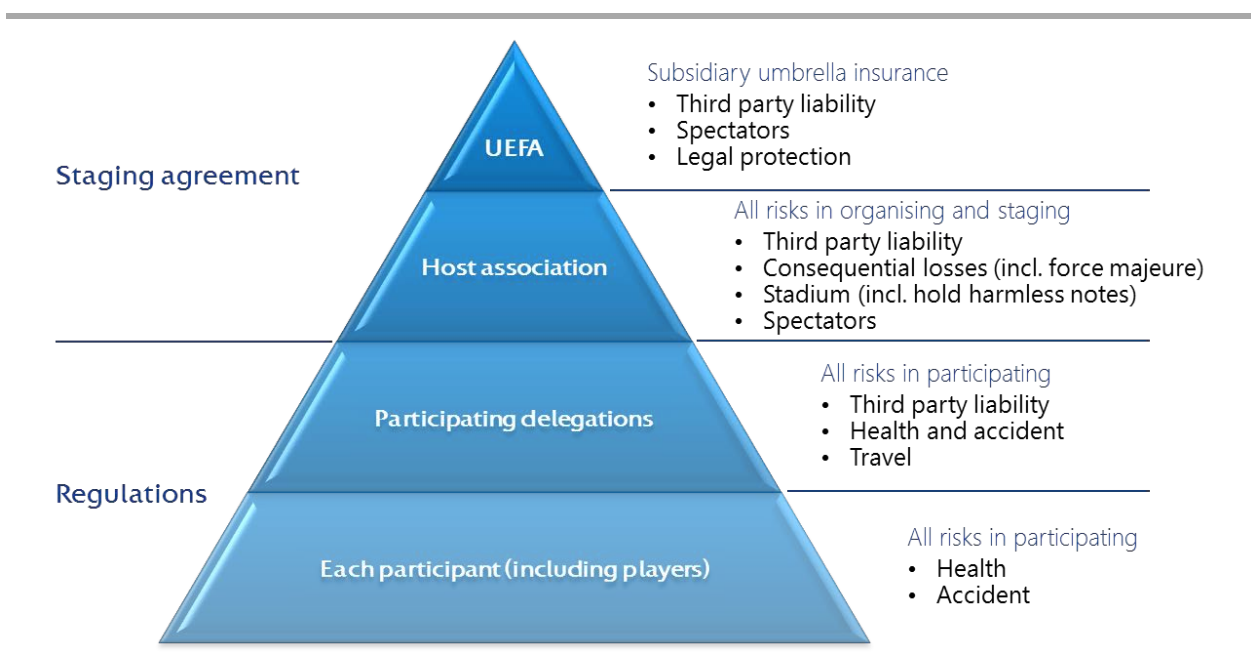 Subsidiary umbrella insurance
• Third party liability
• Spectators
• Legal protection
UEFA
Staging agreement
All risks in organising and staging
• Third party liability
• Consequential losses (incl. force majeure)
• Stadium (incl. hold harmless notes)
• Spectators
Host association
All risks in participating
• Third party liability
• Health and accident
• Travel
Participating delegations
Regulations
All risks in participating
• Health
• Accident
Each participant (including players)